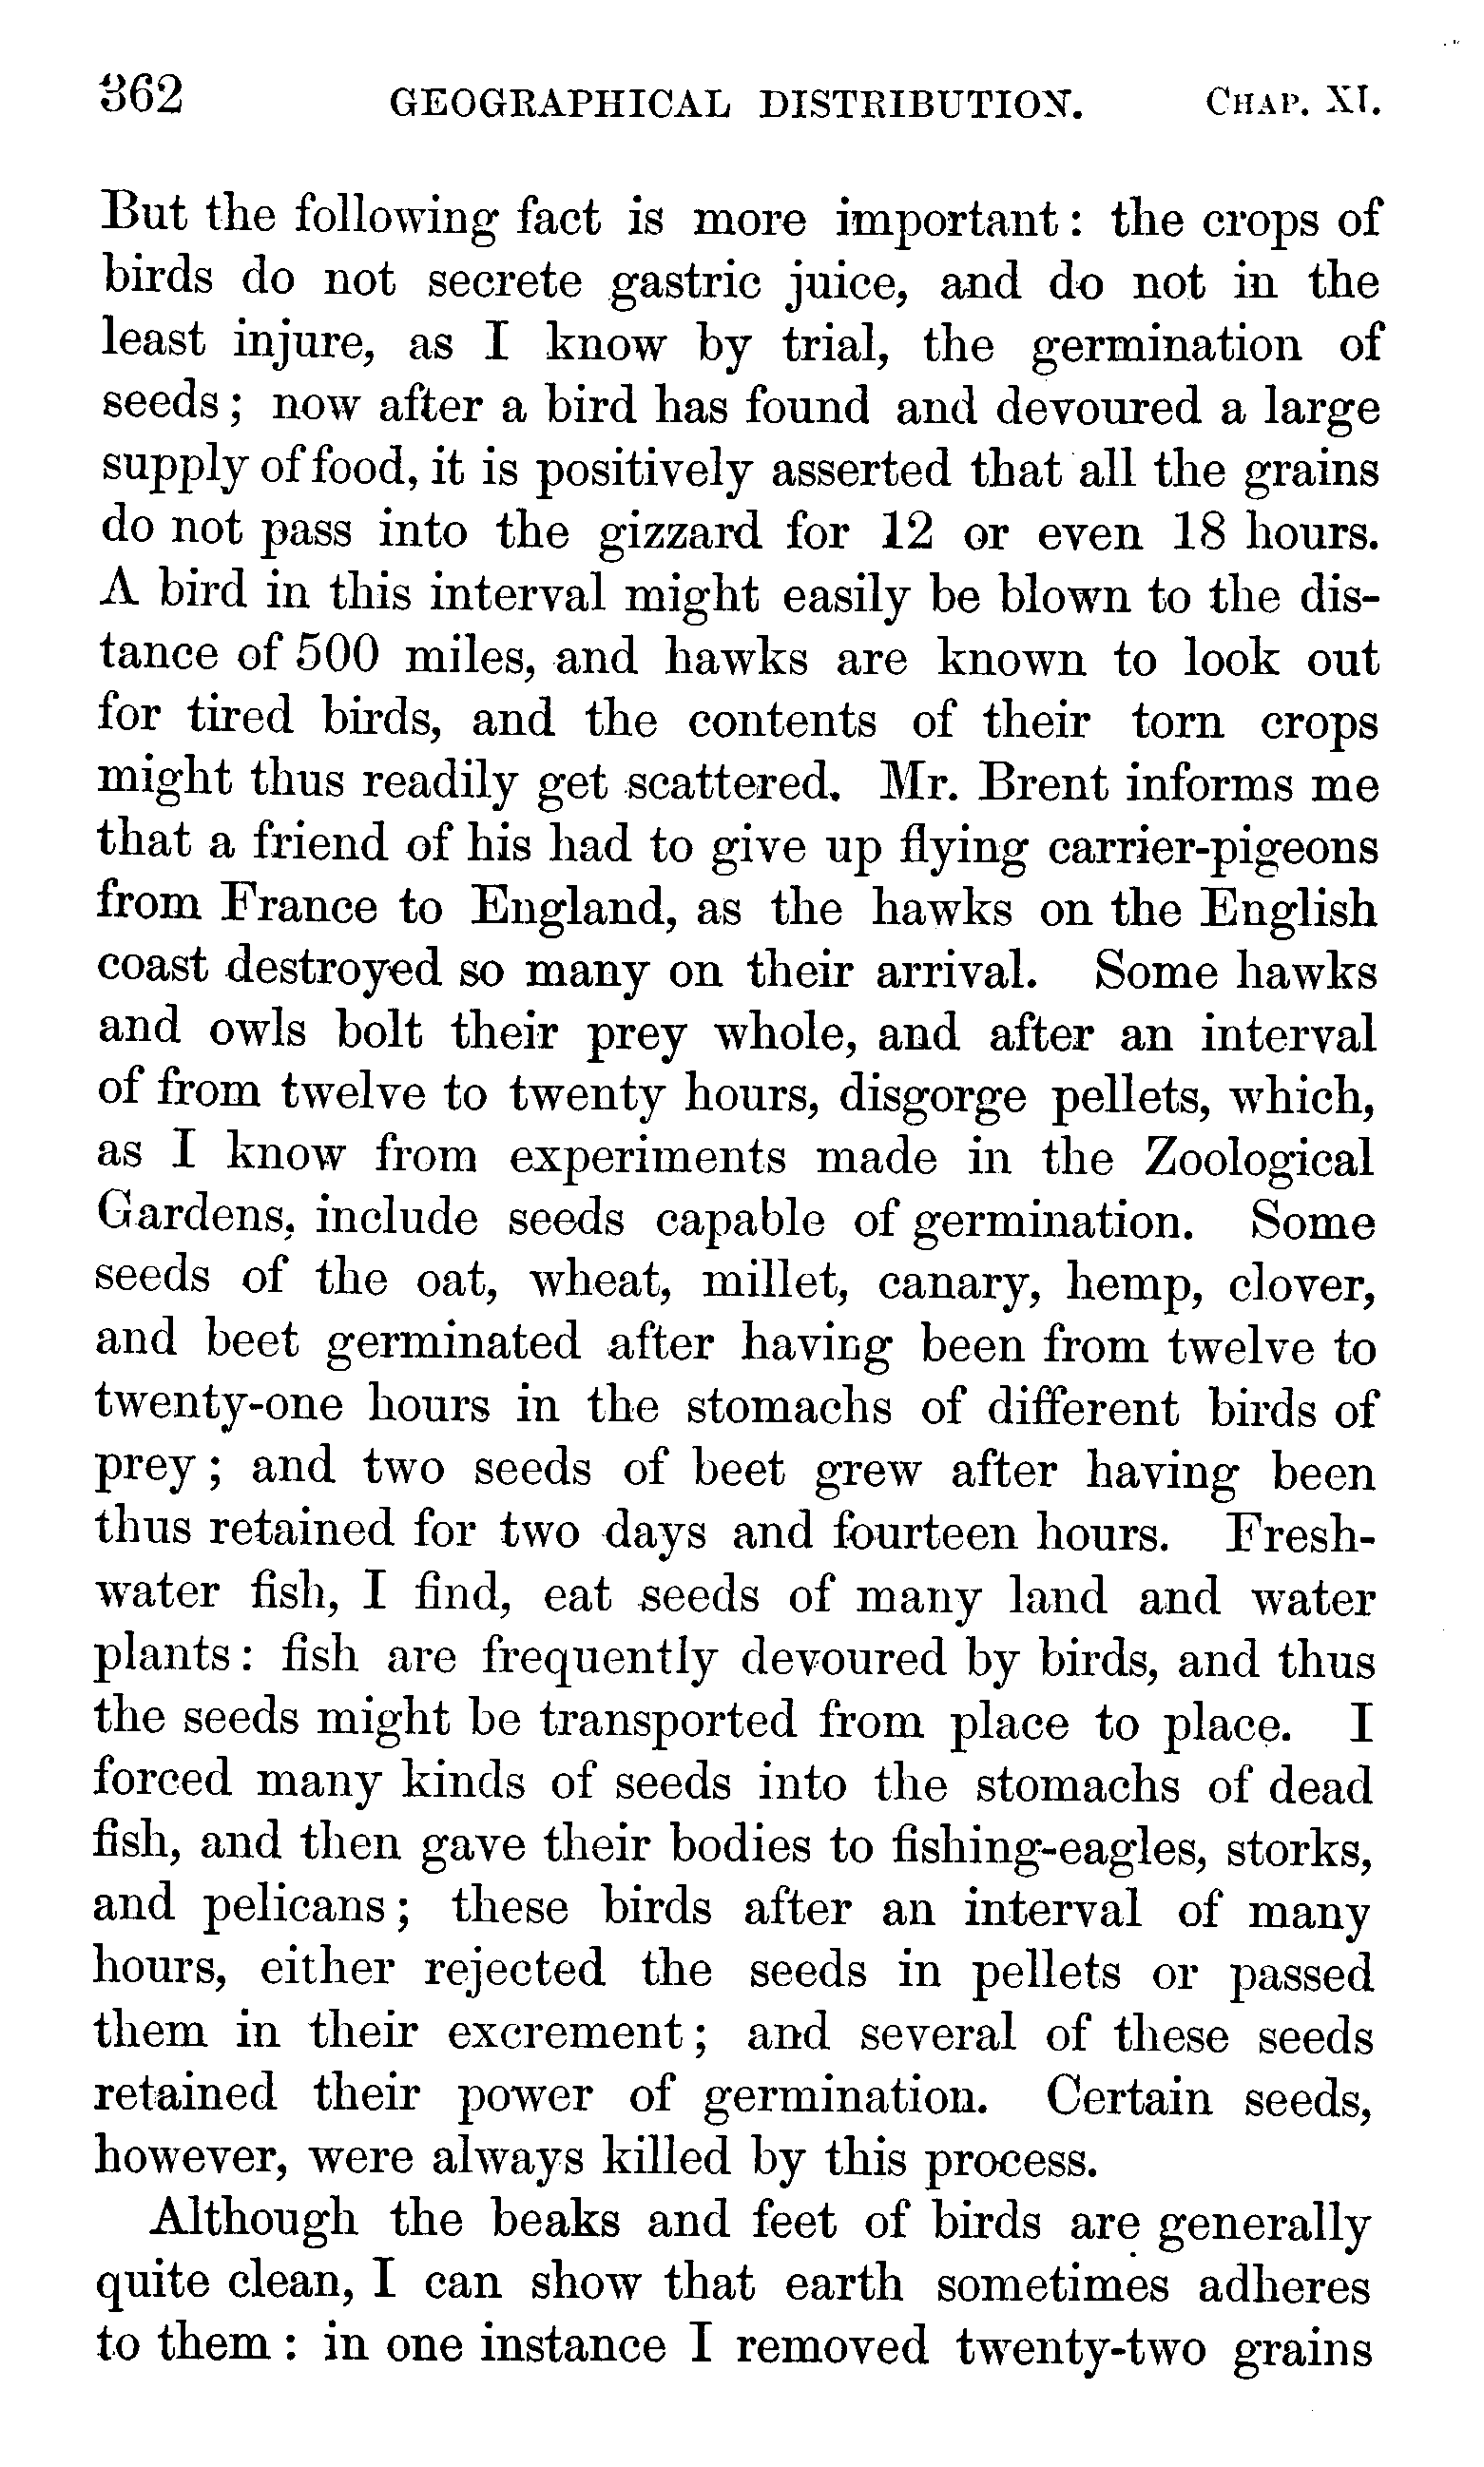 362 GEOGRAPHICAL DISTRIBUTION. CHAP. XI.
But the following fact is more important: the crops of
birds do not secrete gastric juice, and do not in the
least injure, as I know by trial, the germination of
seeds; now after a bird has found and devoured a large
supply of food, it is positively asserted that all the grains
do not pass into the gizzard for 12 or even 18 hours.
A bird in this interval might easily be blown to the dis-
tance of 500 miles, and hawks are known to look out
for tired birds, and the contents of their torn crops
might thus readily get scattered. Mr. Brent informs me
that a friend of his had to give up flying carrier-pigeons
from France to England, as the hawks on the English
coast destroyed so many on their arrival. Some hawks
and owls bolt their prey whole, and after an interval
of from twelve to twenty hours, disgorge pellets, which,
as I know from experiments made in the Zoological
Gardens, include seeds capable of germination. Some
seeds of the oat, wheat, millet, canary, hemp, clover,
and beet germinated after having been from twelve to
twenty-one hours in the stomachs of different birds of
prey; and two seeds of beet grew after having been
thus retained for two days and fourteen hours. Fresh-
water fish, I find, eat seeds of many land and water
plants: fish are frequently devoured by birds, and thus
the seeds might be transported from place to place. I
forced many kinds of seeds into the stomachs of dead
fish, and then gave their bodies to fishing-eagles, storks,
and pelicans; these birds after an interval of many
hours, either rejected the seeds in pellets or passed
them in their excrement; and several of these seeds
retained their power of germination. Certain seeds,
however, were always killed by this process.
Although the beaks and feet of birds are generally
quite clean, I can show that earth sometimes adheres
to them: in one instance I removed twenty-two grains